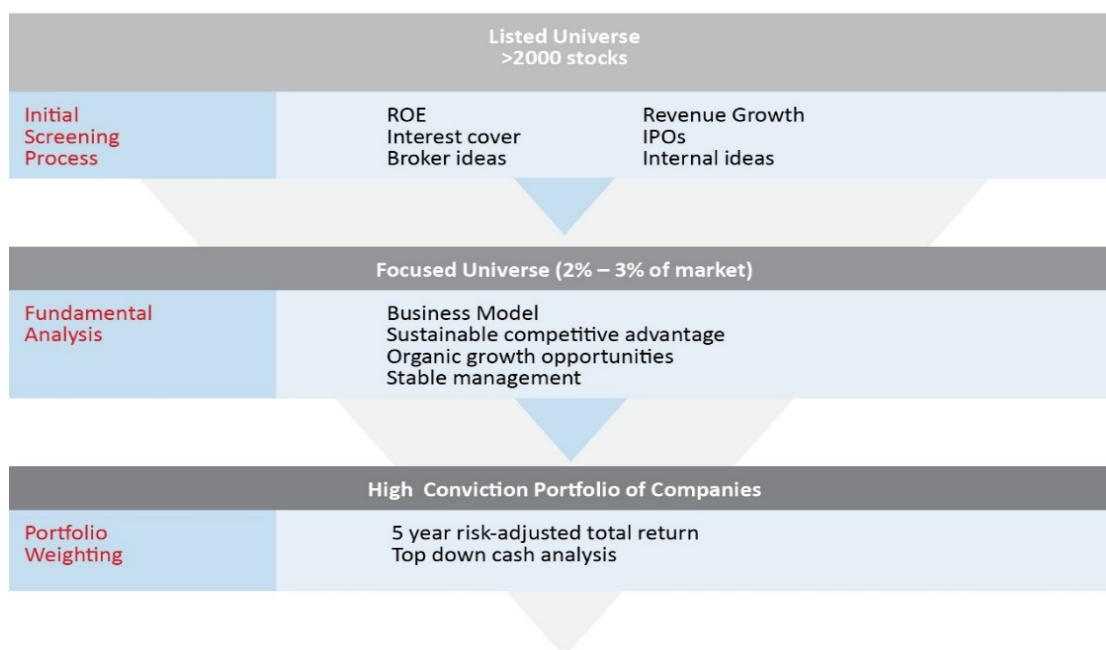 Listed Universe
>2000 stocks
Initial
Screening
Process
ROE
Interest cover
Broker ideas
Revenue Growth
IPOs
Internal ideas
Focused Universe (2% – 3% of market)
Fundamental
Analysis
Business Model
Sustainable competitive advantage
Organic growth opportunities
Stable management
High  Conviction Portfolio of Companies
Portfolio
Weighting
5 year risk-adjusted total return
Top down cash analysis